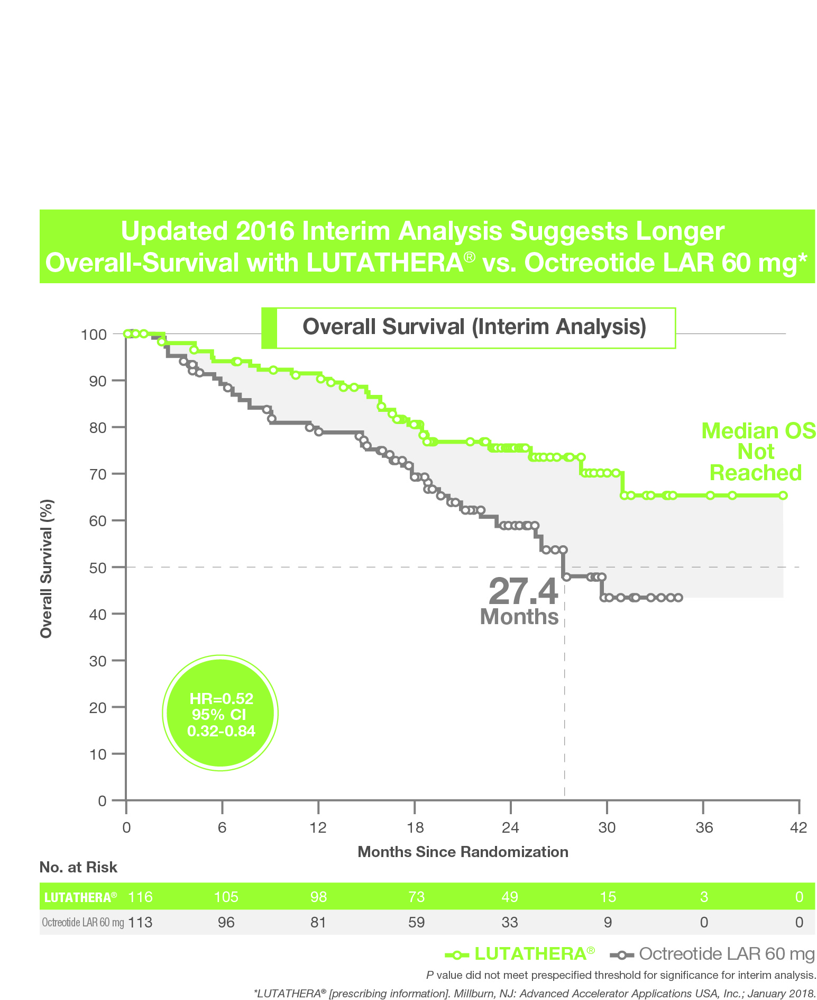 Updated 2016 Interim Analysis Suggests Longer
Overall-Survival with LUTATHERA® vs. Octreotide LAR 60 mg*
Overall Survival (Interim Analysis)
100
90
80
70
60
50
40
30
20
10
0
Overall Survival (%)
Median OS
Not
Reached
27.4
Months
HR=0.52
95% CI
0.32-0.84
0 6 12 18 24 30 36 42
Months Since Randomization
No. at Risk
LUTATHERA® 116 105 98 73 49 15 3 0
Octreotide LAR 60 mg 113 96 81 59 33 9 0 0
LUTATHERA® Octreotide LAR 60 mg
P value did not meet prespecified threshold for significance for interim analysis.
*LUTATHERA® [prescribing information]. Millburn, NJ: Advanced Accelerator Applications USA, Inc.; January 2018.